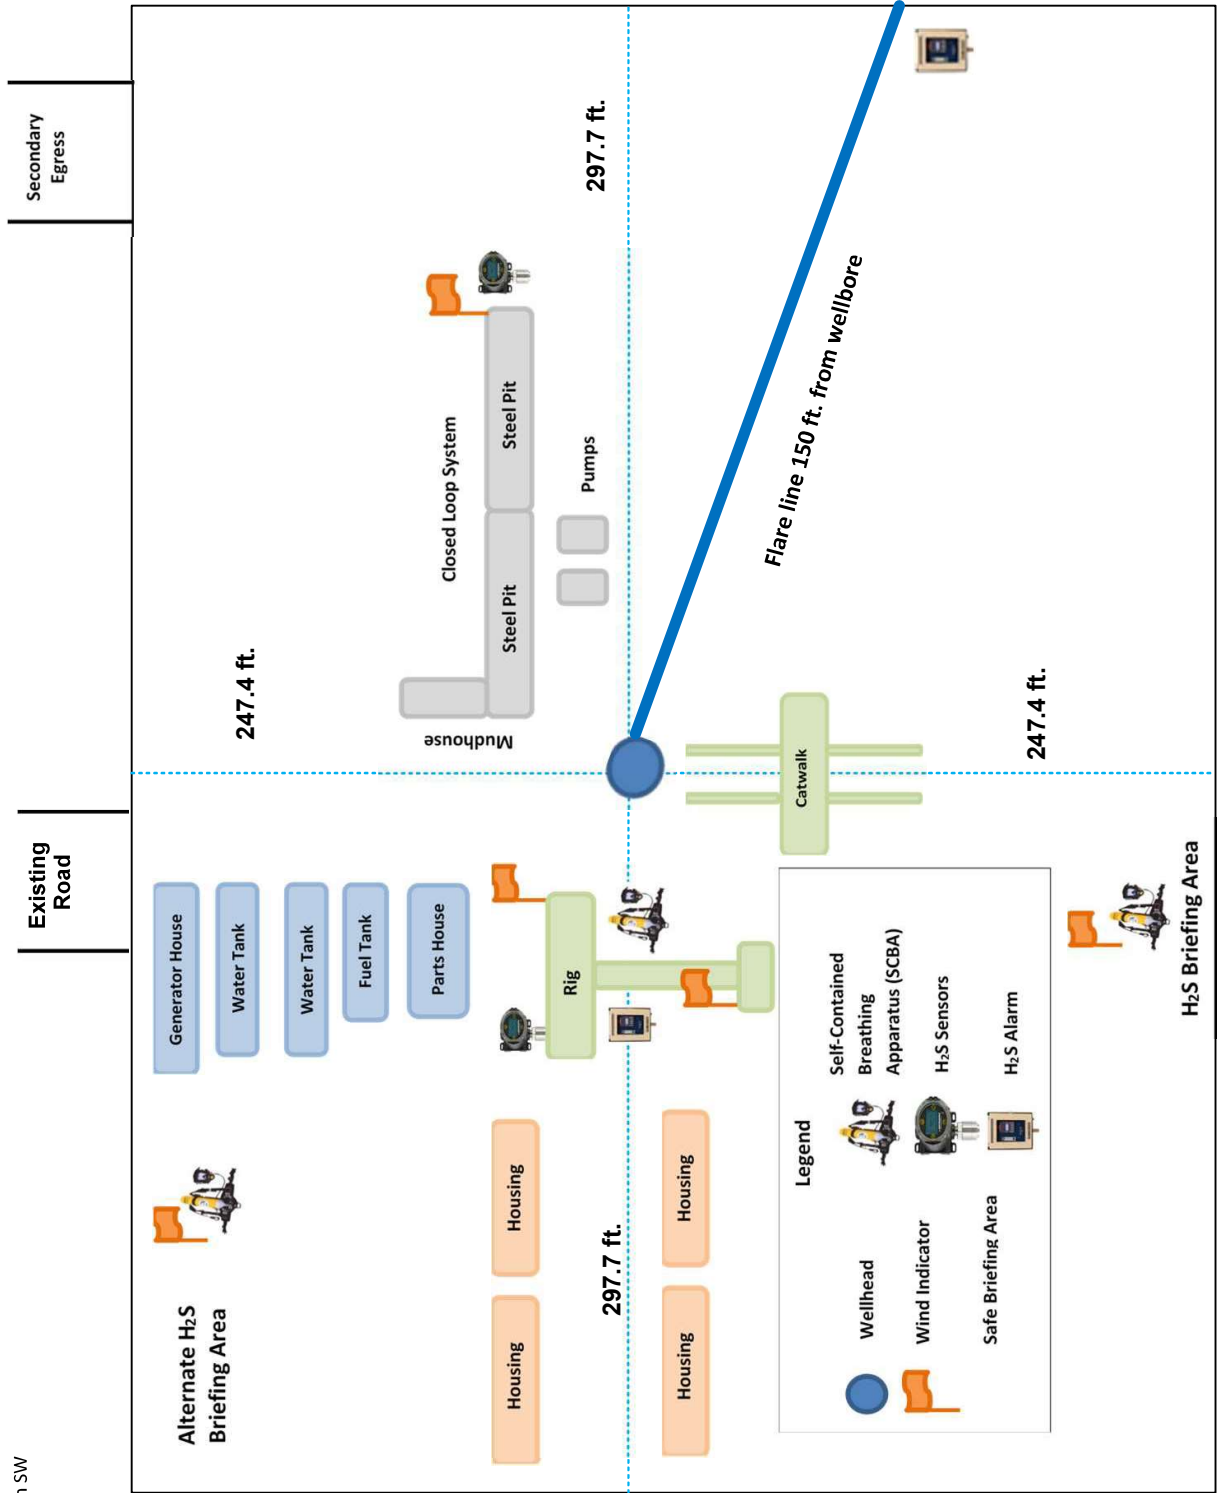 n SW
Secondary
Egress
Existing
Road
297.7 ft.
247.4 ft.
Closed Loop System
Steel Pit
Steel Pit
Pumps
Mudhouse
Flare line 150 ft. from wellbore
Generator House
Water Tank
Water Tank
Fuel Tank
Parts House
Rig
Catwalk
247.4 ft.
Alternate H₂S
Briefing Area
Housing
Housing
Housing
Housing
297.7 ft.
H₂S Briefing Area
Legend
Wellhead
Wind Indicator
Safe Briefing Area
Self-Contained
Breathing
Apparatus (SCBA)
H₂S Sensors
H₂S Alarm